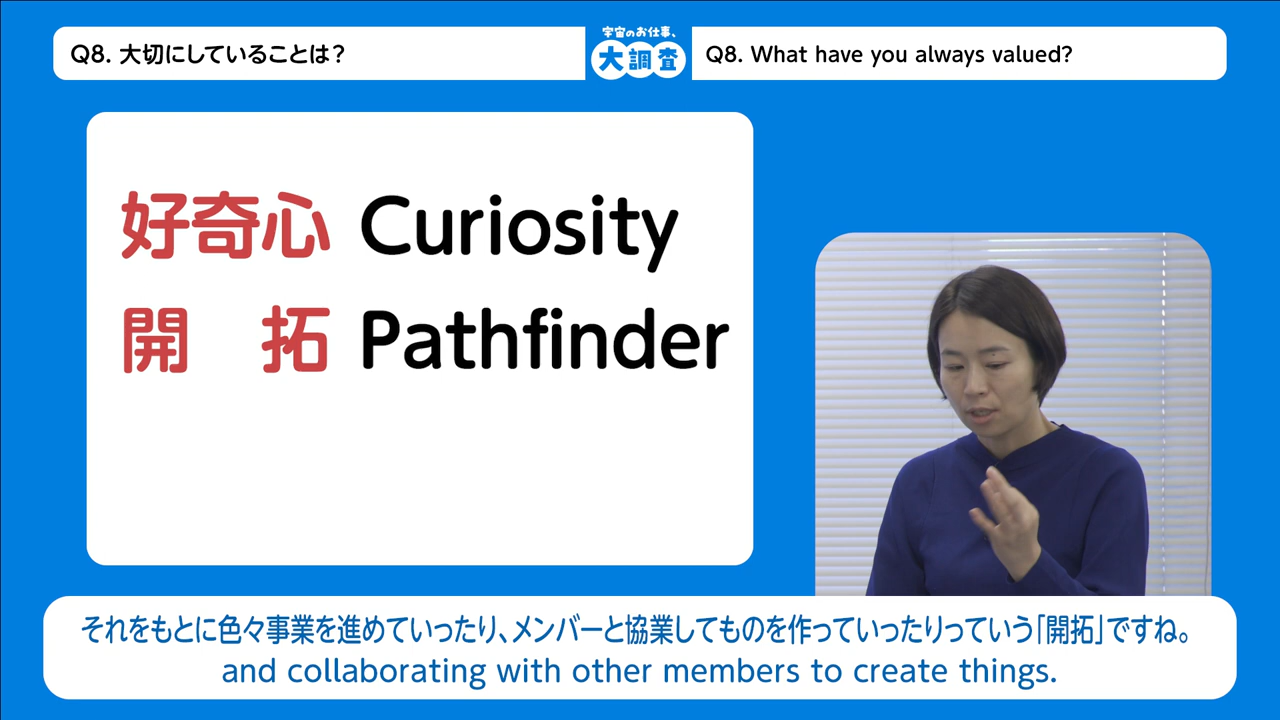 Q8. 大切にしていることは？
宇宙のお仕事、
大調査
Q8. What have you always valued?
好奇心 Curiosity
開　拓 Pathfinder
それをもとに色々事業を進めていったり、メンバーと協業してものを作っていったりっていう「開拓」ですね。
and collaborating with other members to create things.